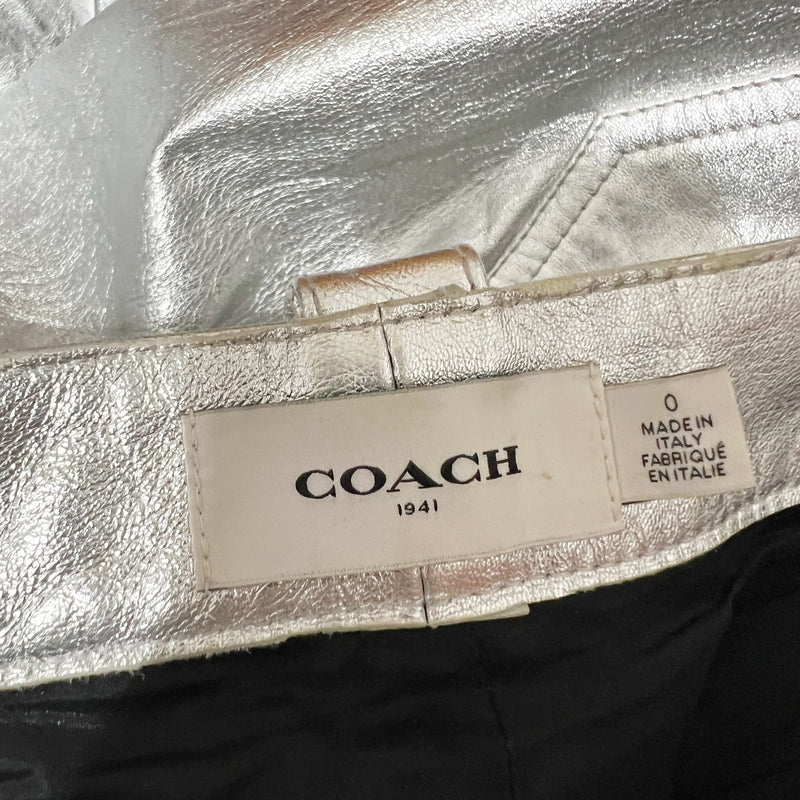 COACH
1941
0
MADE IN
ITALY
FABRIQUÉ
EN ITALIE